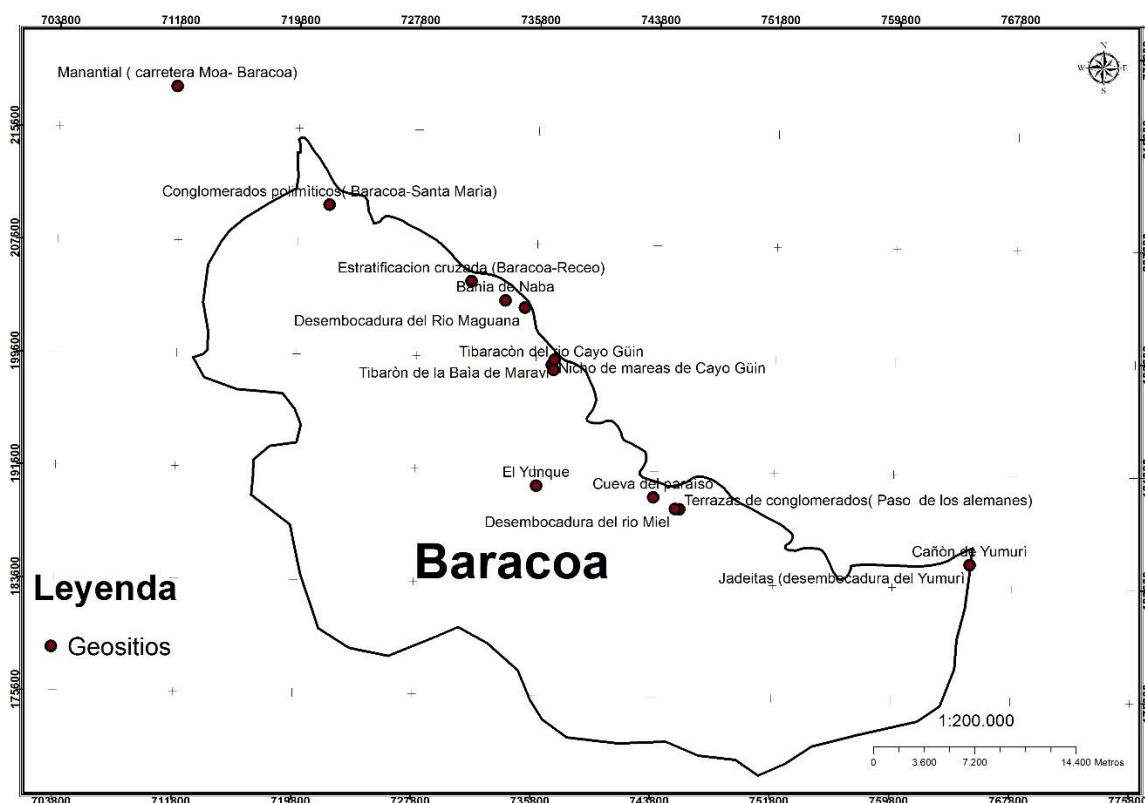 703800 711800 719800 727800 735800 743800 751800 759800 767800
Manantial ( carretera Moa- Baracoa)
N
W E
S
215600
Conglomerados polimìticos( Baracoa-Santa Marìa)
207600
Estratificacion cruzada (Baracoa-Receo)
Bahia de Naba
Desembocadura del Rio Maguana
199600
Tibaracòn del rio Cayo Güin
Nicho de mareas de Cayo Güin
Tibaròn de la Baìa de Maravì
191600
El Yunque
Cueva del paraiso
Terrazas de conglomerados( Paso de los alemanes)
Desembocadura del rio Miel
Baracoa
Cañòn de Yumurì
Jadeitas (desembocadura del Yumurì
183600
Leyenda
Geositios
175600
1:200.000
0 3.600 7.200 14.400 Metros
703800 711800 719800 727800 735800 743800 751800 759800 767800